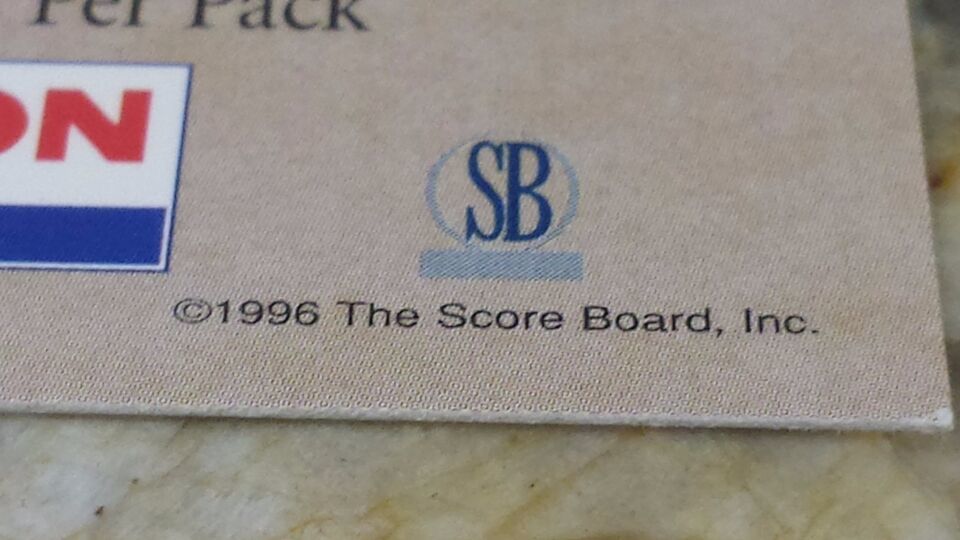 Per Pack
ON
SB
©1996 The Score Board, Inc.